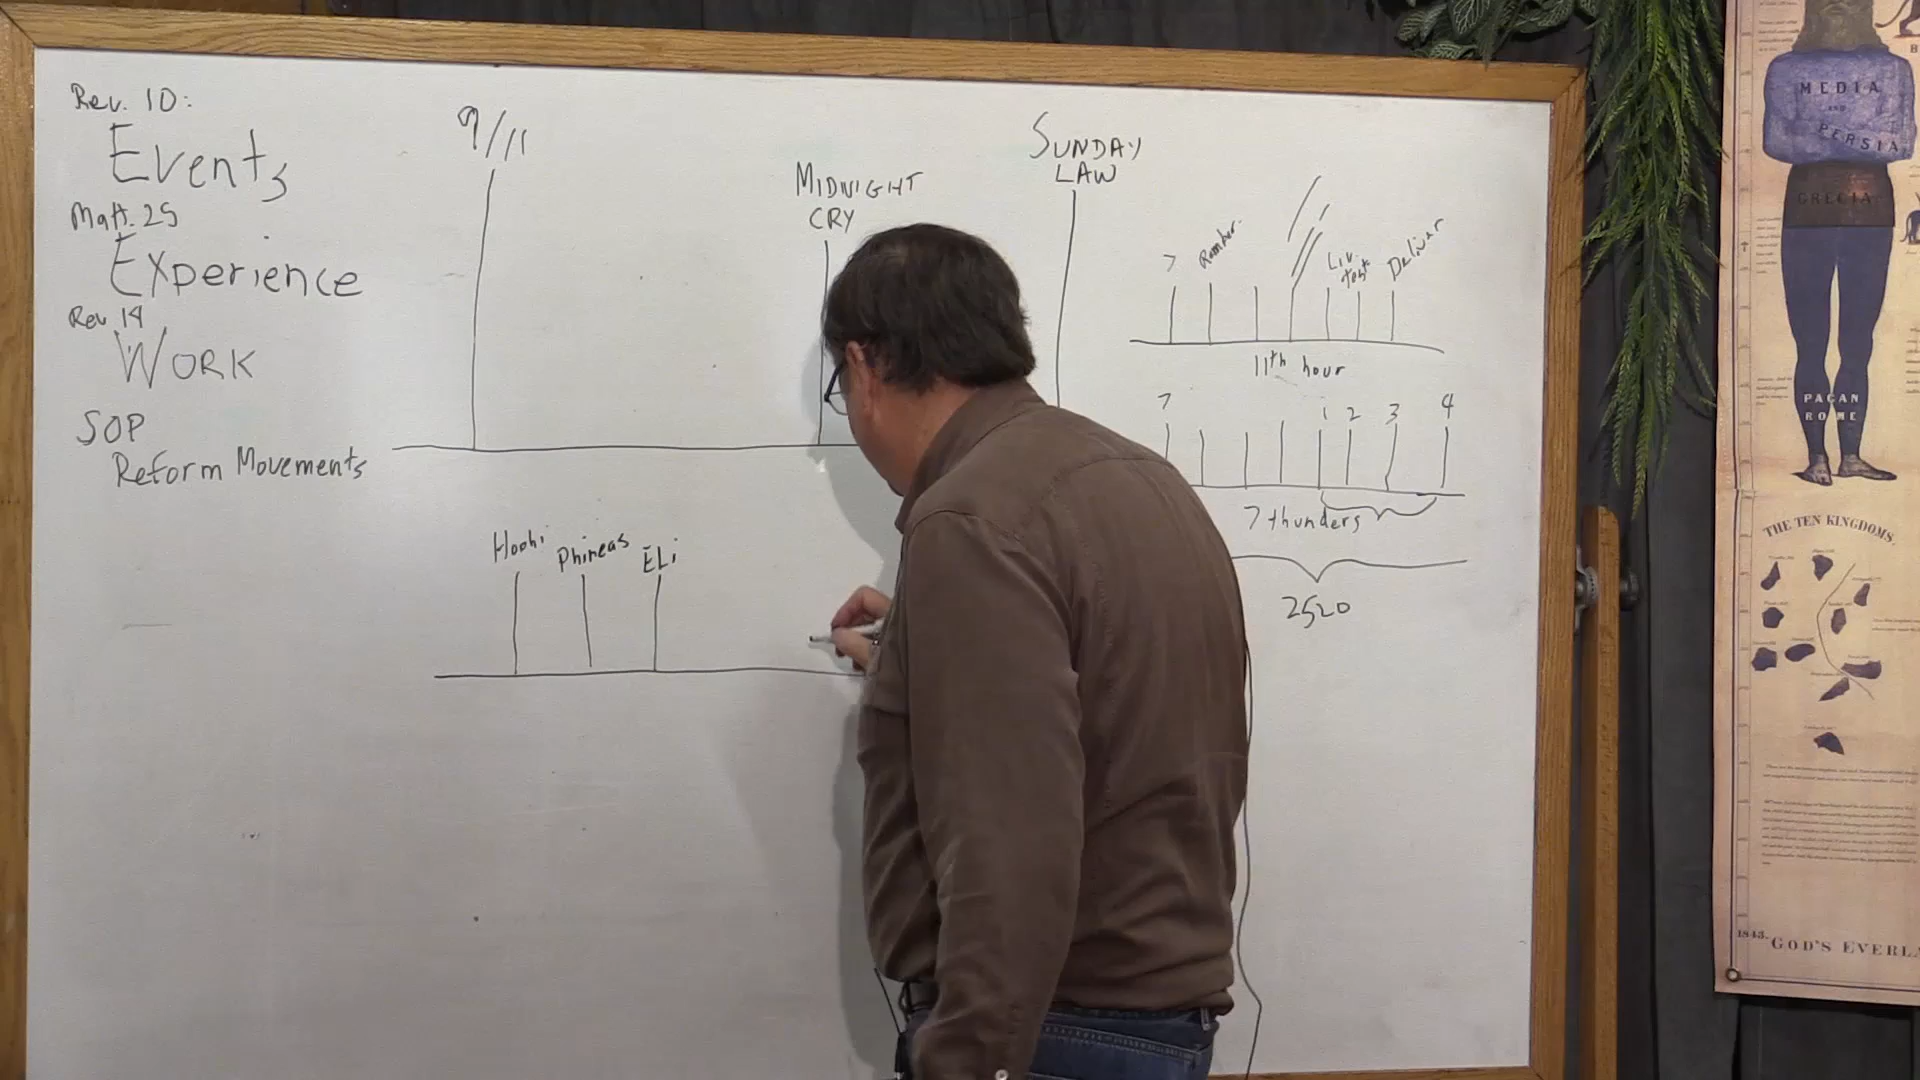 Rev. 10:
Events
Matt. 25
Experience
Rev 14
WORK
SOP
Reform Movements
9/11
MIDNIGHT
CRY
SUNDAY
LAW
7
Liv.
test
Deliver
11th hour
7
1 2 3 4
7 thunders
2520
Hophi
Phineas
ELi
MEDIA
AND
PERSIA
GRECIA
PAGAN
ROME
THE TEN KINGDOMS.
1843.
GOD'S EVERL